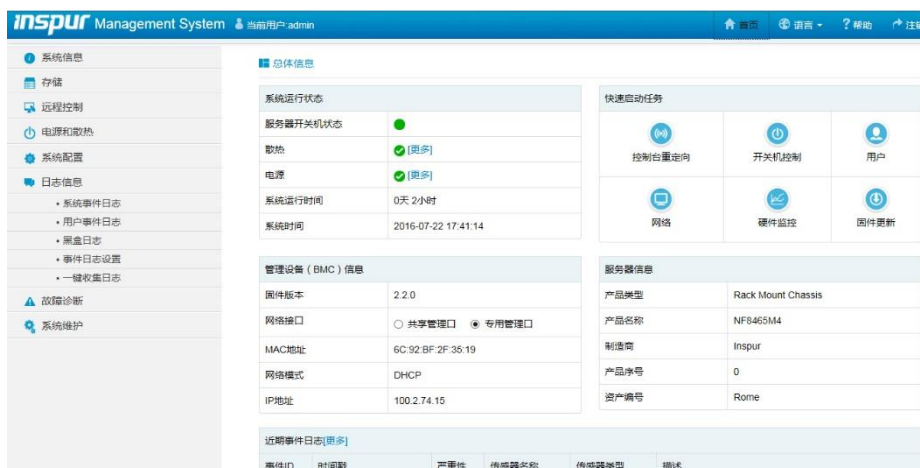 inspur Management System 当前用户:admin 首页 语言 帮助 注销
系统信息
存储
远程控制
电源和散热
系统配置
日志信息
• 系统事件日志
• 用户事件日志
• 黑盒日志
• 事件日志设置
• 一键收集日志
故障诊断
系统维护
总体信息
系统运行状态
服务器开关机状态
散热 [更多]
电源 [更多]
系统运行时间 0天 2小时
系统时间 2016-07-22 17:41:14
快速启动任务
控制台重定向 开关机控制 用户
网络 硬件监控 固件更新
管理设备(BMC)信息
固件版本 2.2.0
网络接口 共享管理口 专用管理口
MAC地址 6C:92:BF:2F:35:19
网络模式 DHCP
IP地址 100.2.74.15
服务器信息
产品类型 Rack Mount Chassis
产品名称 NF8465M4
制造商 Inspur
产品序号 0
资产编号 Rome
近期事件日志[更多]
事件ID 时间戳 严重性 传感器名称 传感器类型 描述